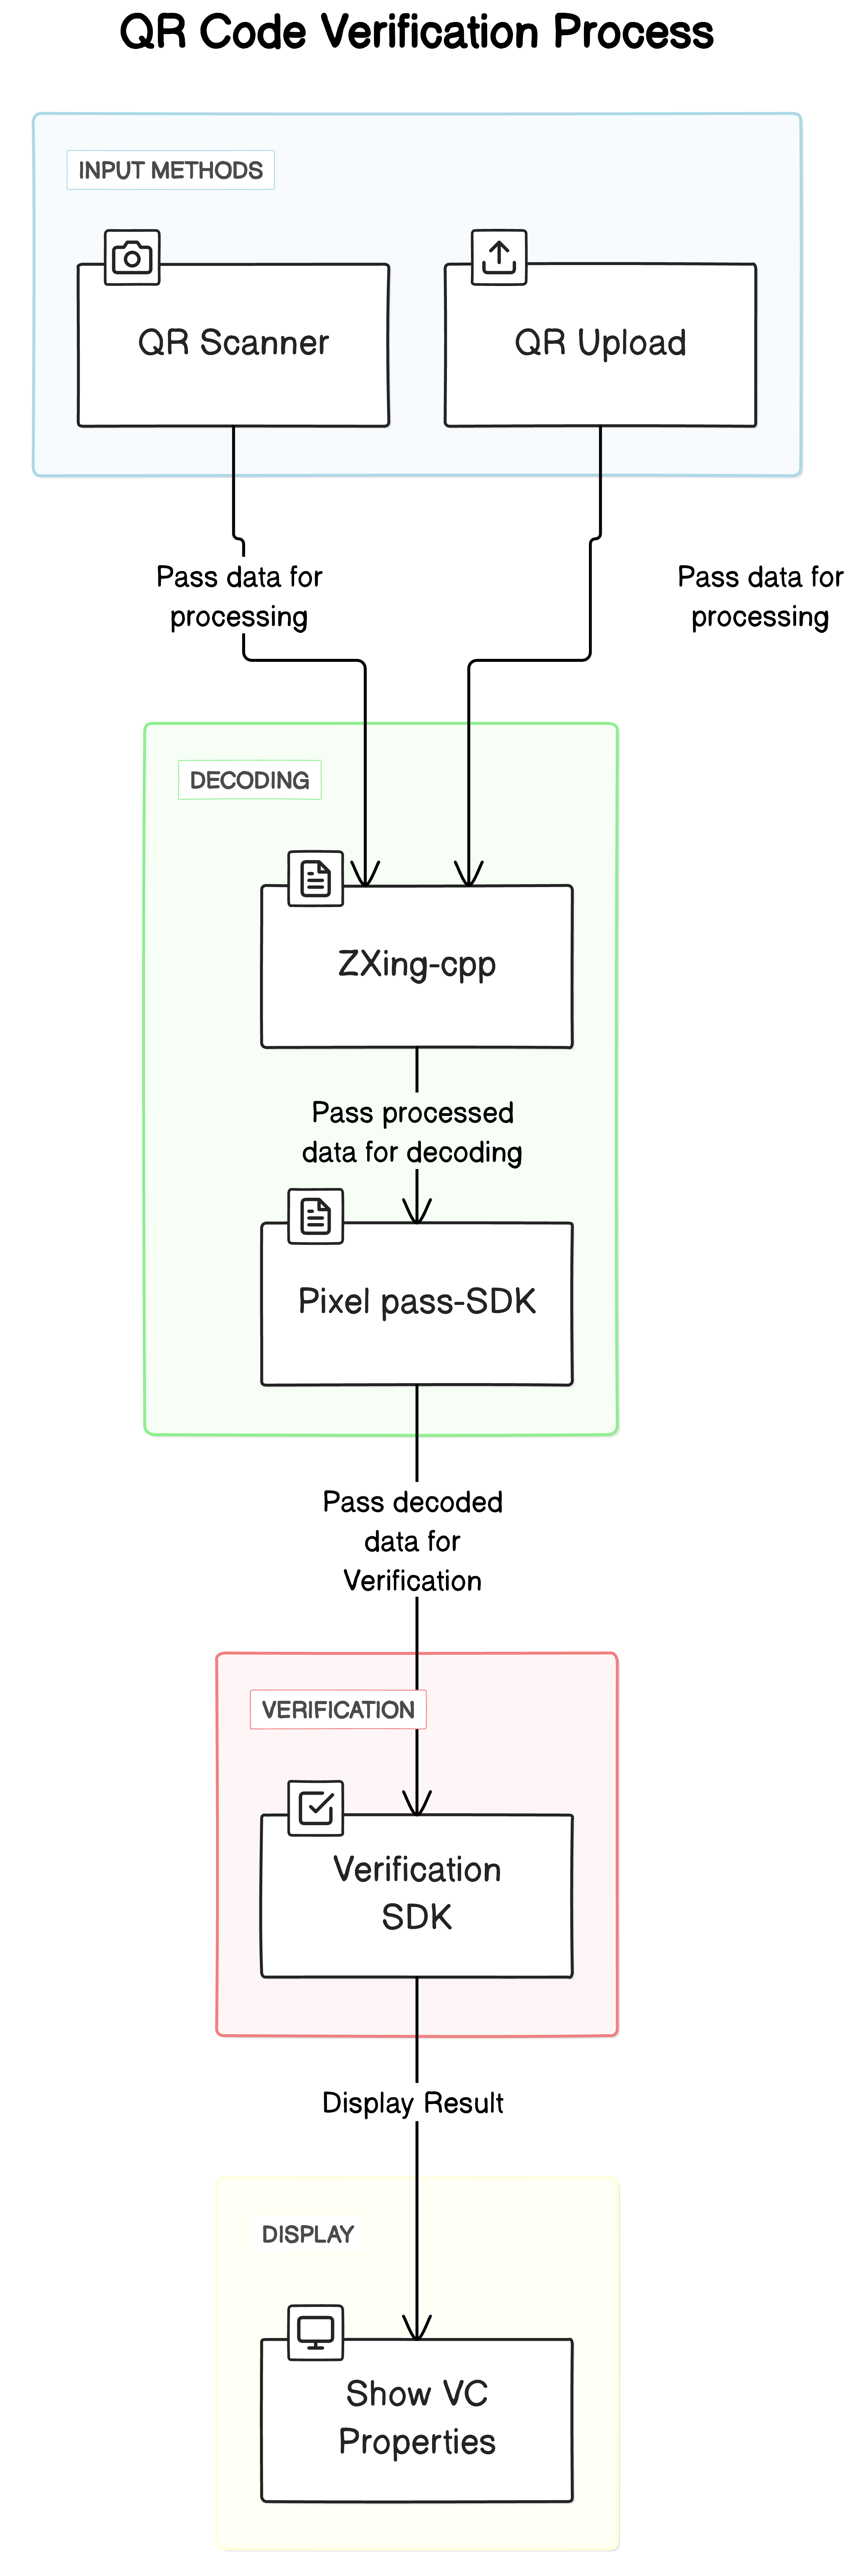 QR Code Verification Process
INPUT METHODS
QR Scanner
QR Upload
Pass data for
processing
Pass data for
processing
DECODING
ZXing-cpp
Pass processed
data for decoding
Pixel pass-SDK
Pass decoded
data for
Verification
VERIFICATION
Verification
SDK
Display Result
DISPLAY
Show VC
Properties